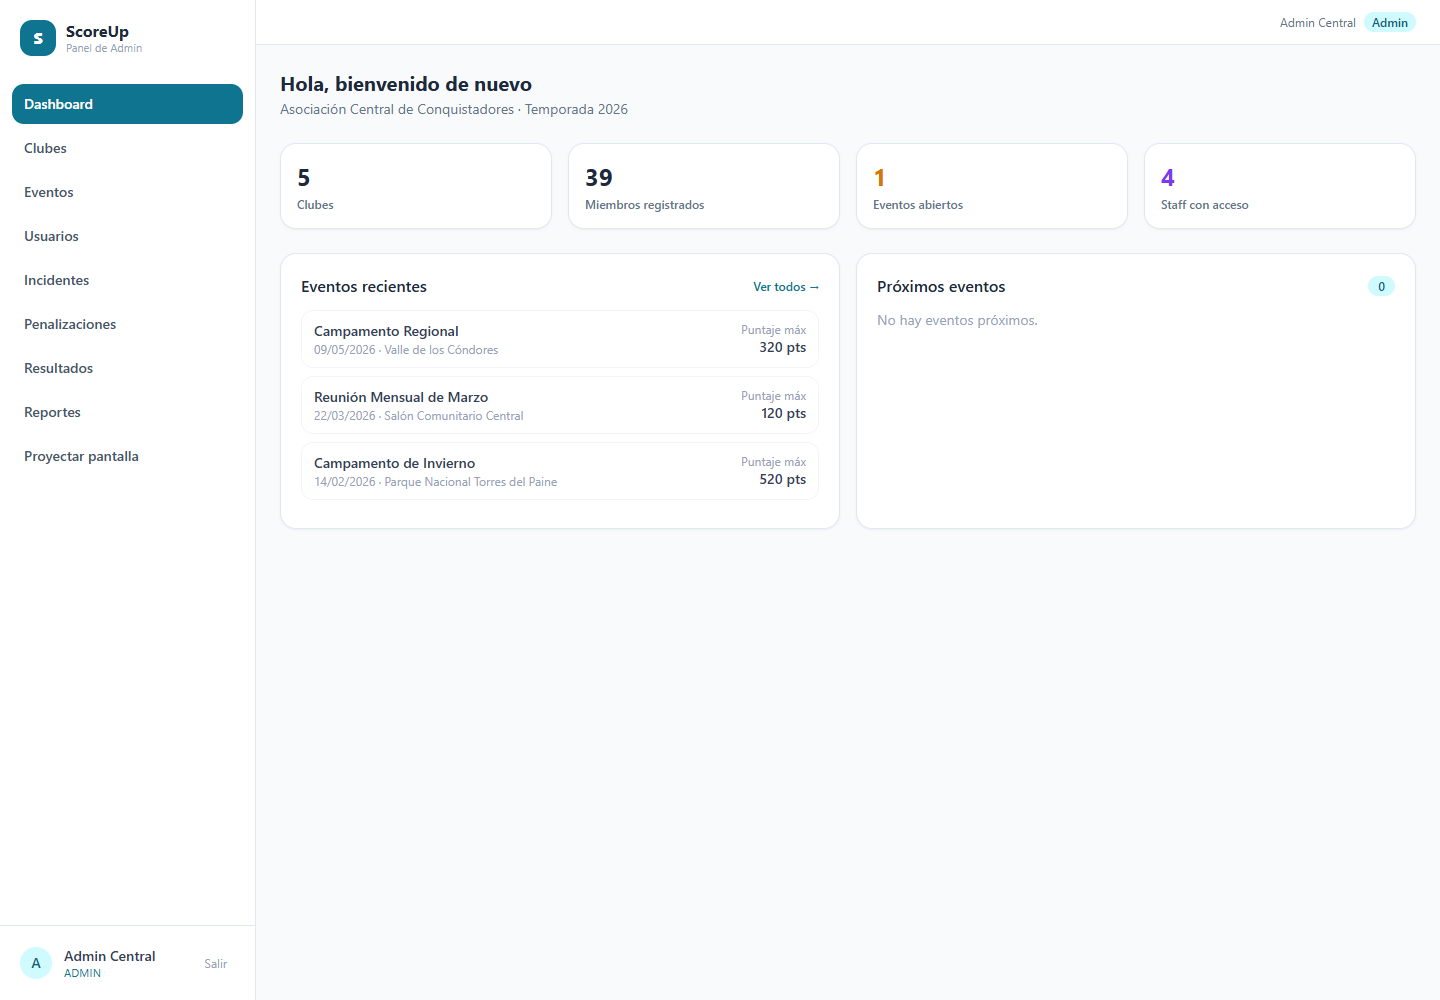 S
ScoreUp
Panel de Admin
Dashboard
Clubes
Eventos
Usuarios
Incidentes
Penalizaciones
Resultados
Reportes
Proyectar pantalla
A
Admin Central
ADMIN
Salir
Admin Central
Admin
Hola, bienvenido de nuevo
Asociación Central de Conquistadores · Temporada 2026
5
Clubes
39
Miembros registrados
1
Eventos abiertos
4
Staff con acceso
Eventos recientes
Ver todos →
Campamento Regional
09/05/2026 · Valle de los Cóndores
Puntaje máx
320 pts
Reunión Mensual de Marzo
22/03/2026 · Salón Comunitario Central
Puntaje máx
120 pts
Campamento de Invierno
14/02/2026 · Parque Nacional Torres del Paine
Puntaje máx
520 pts
Próximos eventos
0
No hay eventos próximos.